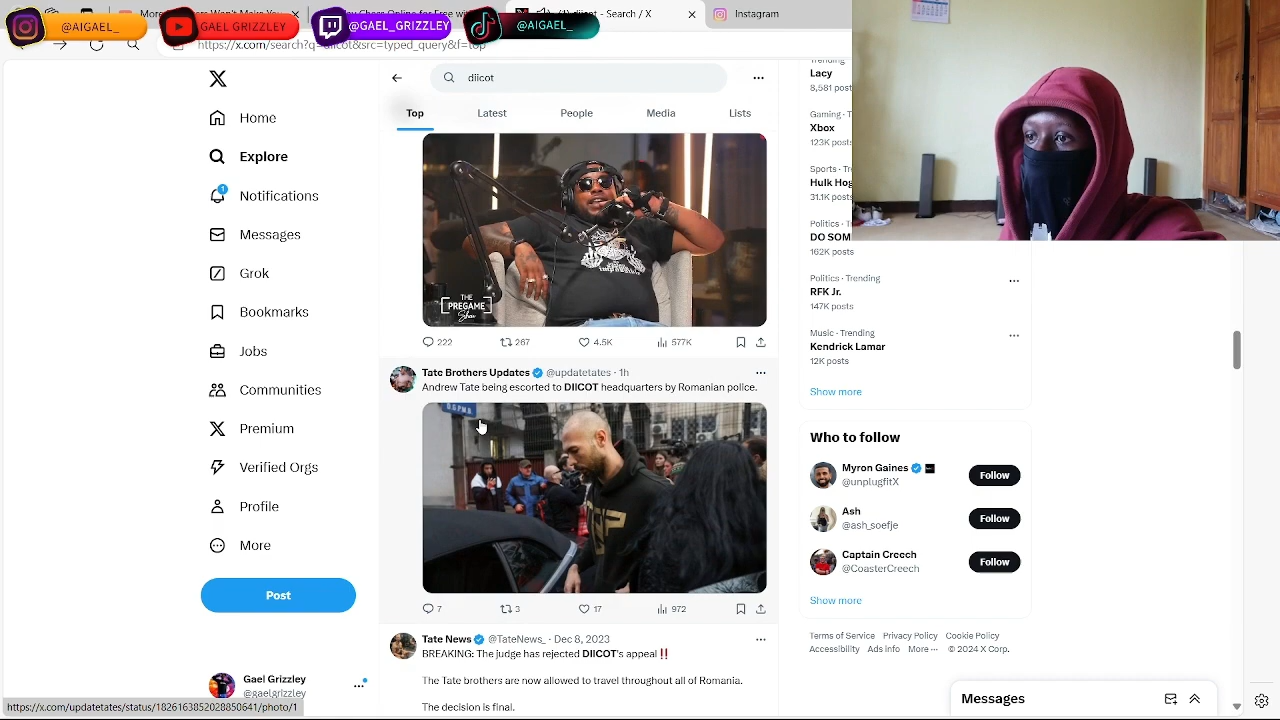 @AIGAEL_
GAEL GRIZZLEY
@GAEL_GRIZZLEY
@AIGAEL_
Instagram
https://x.com/search?q=diicot&src=typed_query&f=top
Home
Explore
1
Notifications
Messages
Grok
Bookmarks
Jobs
Communities
Premium
Verified Orgs
Profile
More
Post
Gael Grizzley
@gaelgrizzley
https://x.com/updatetates/status/1826163852028850641/photo/1
diicot
Top
Latest
People
Media
Lists
THE PREGAME
Show
222
267
4.5K
577K
Tate Brothers Updates @updatetates · 1h
Andrew Tate being escorted to DIICOT headquarters by Romanian police.
7
3
17
972
Tate News @TateNews_ · Dec 8, 2023
BREAKING: The judge has rejected DIICOT's appeal‼️
The Tate brothers are now allowed to travel throughout all of Romania.
The decision is final.
Lacy
8,581 post
Gaming · T
Xbox
123K posts
Sports · Tre
Hulk Hog
31.1K posts
Politics · T
DO SOM
162K posts
Politics · Trending
RFK Jr.
147K posts
Music · Trending
Kendrick Lamar
12K posts
Show more
Who to follow
Myron Gaines
@unplugfitX
Follow
Ash
@ash_soefje
Follow
Captain Creech
@CoasterCreech
Follow
Show more
Terms of Service Privacy Policy Cookie Policy
Accessibility Ads info More ··· © 2024 X Corp.
Messages